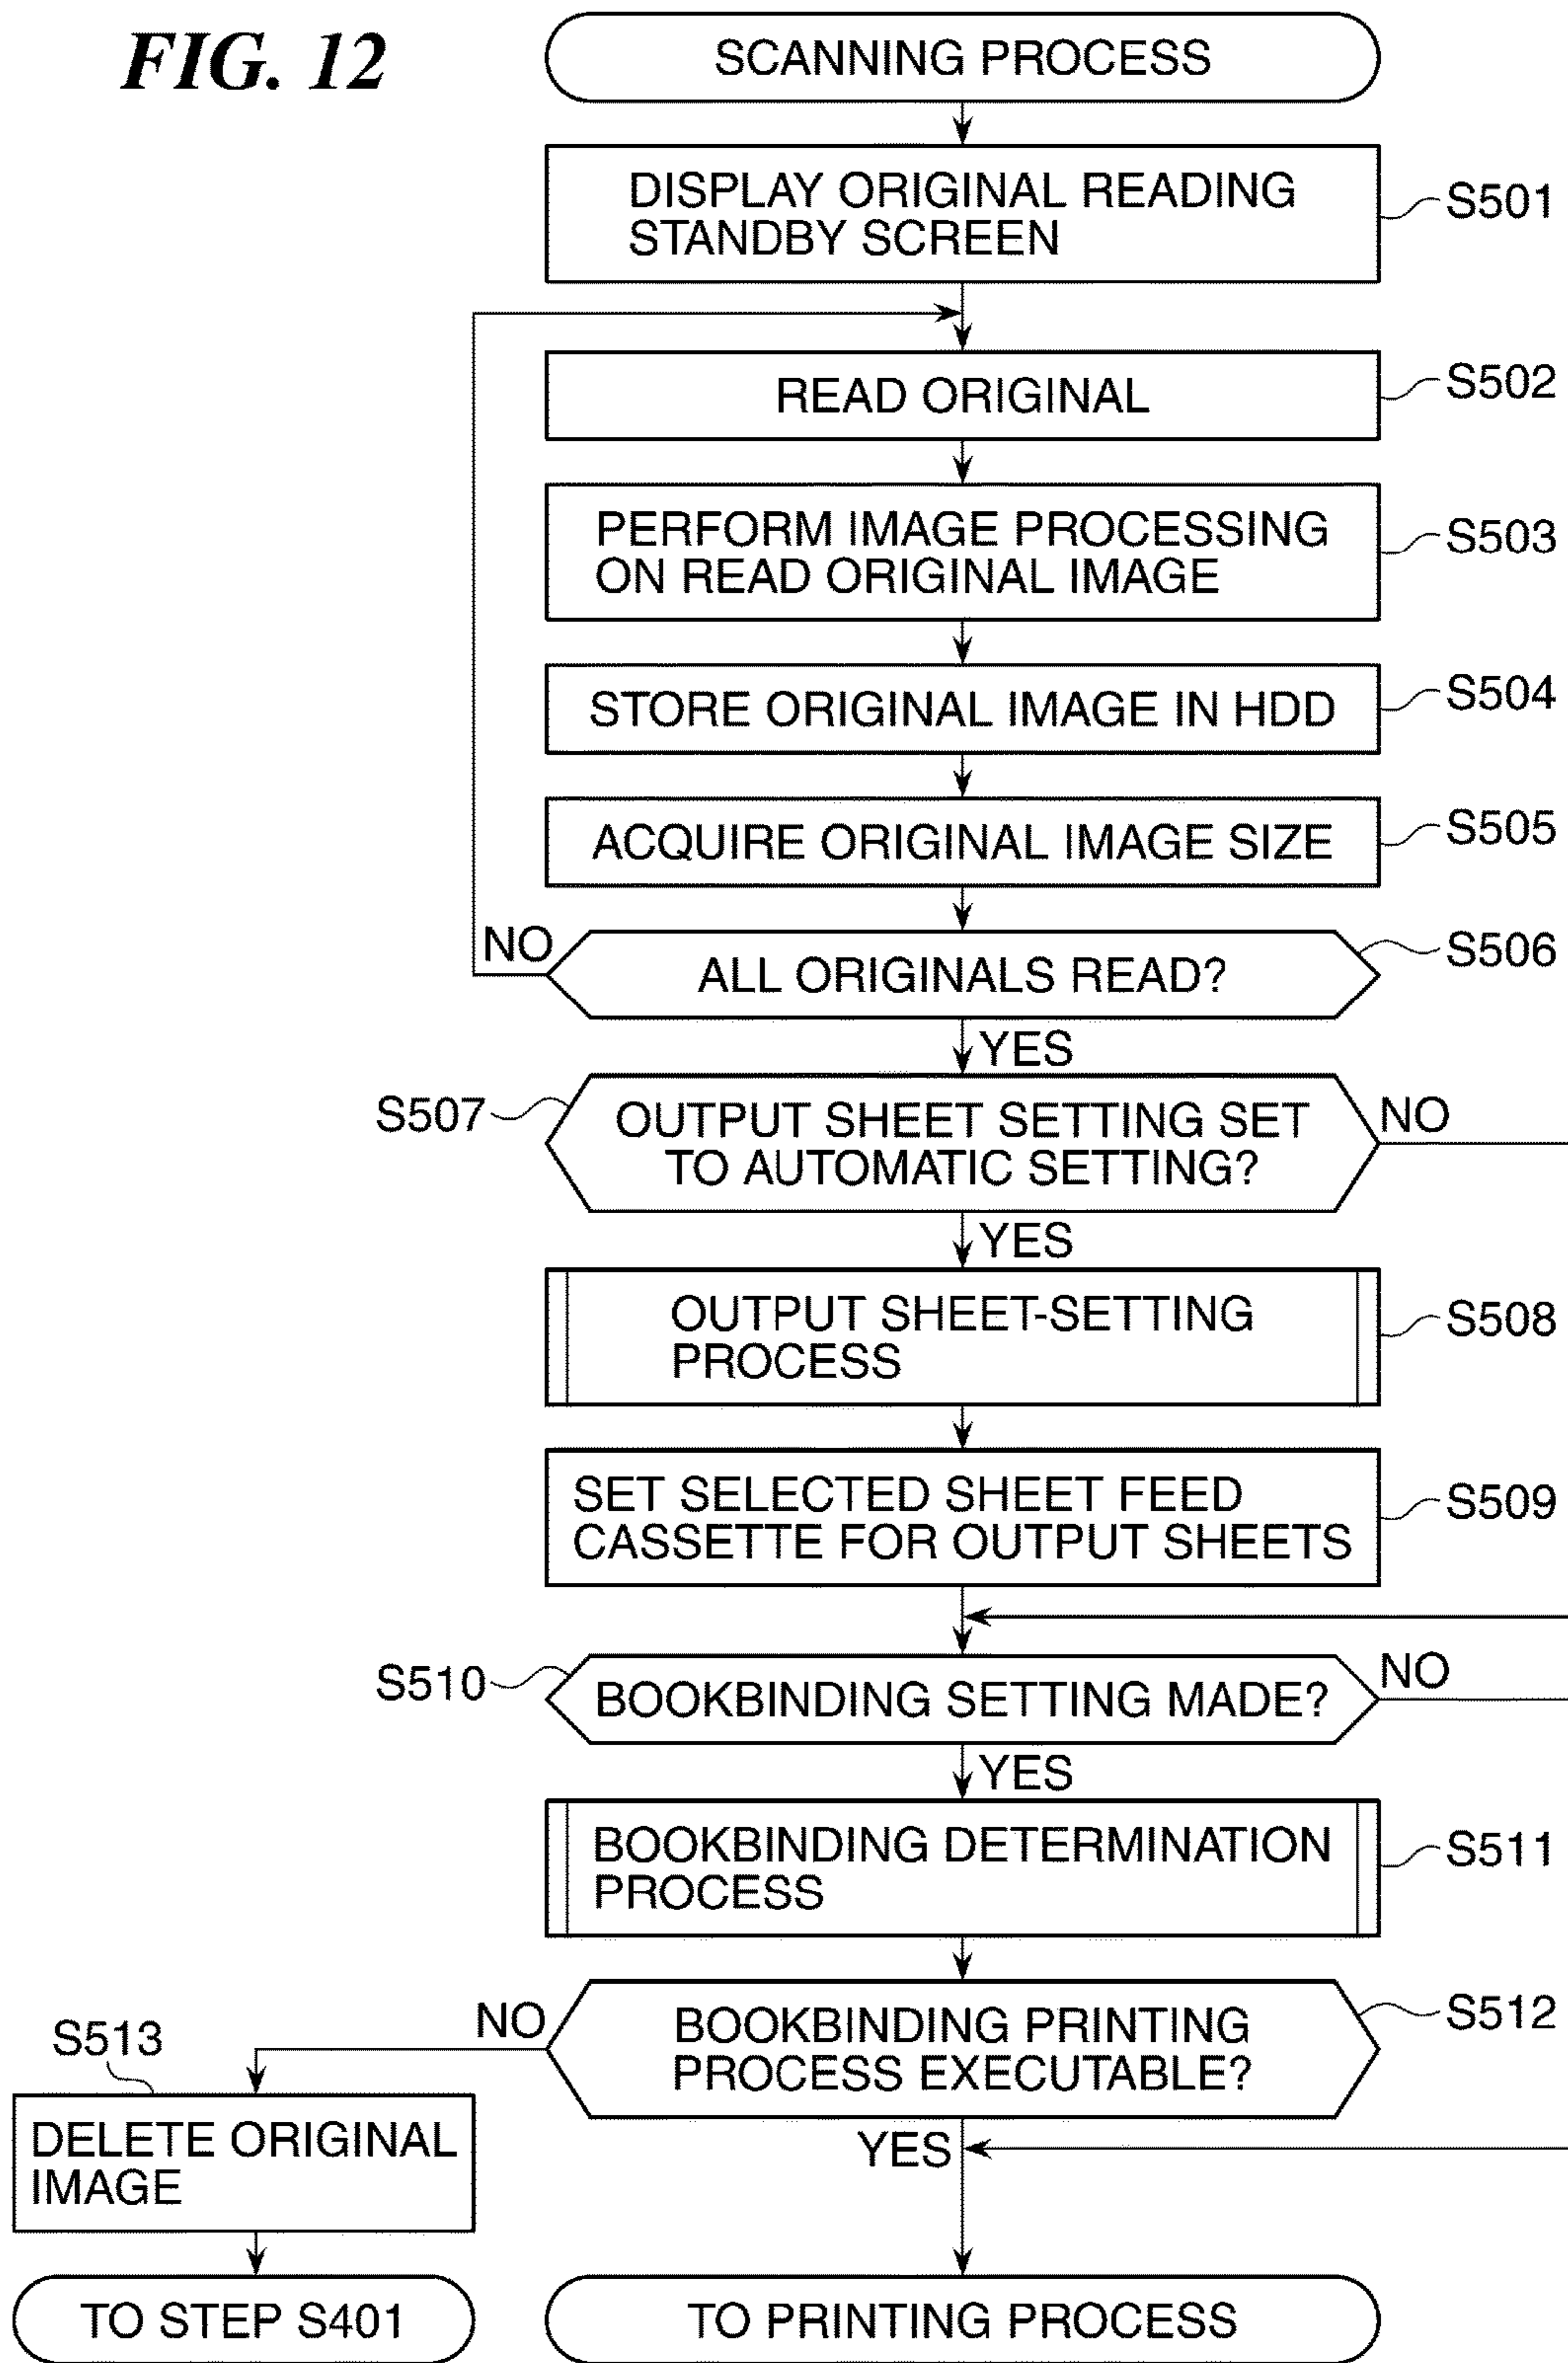 FIG. 12
SCANNING PROCESS
DISPLAY ORIGINAL READING
STANDBY SCREEN
S501
READ ORIGINAL
S502
PERFORM IMAGE PROCESSING
ON READ ORIGINAL IMAGE
S503
STORE ORIGINAL IMAGE IN HDD
S504
ACQUIRE ORIGINAL IMAGE SIZE
S505
NO
ALL ORIGINALS READ?
S506
YES
S507
OUTPUT SHEET SETTING SET
TO AUTOMATIC SETTING?
NO
YES
OUTPUT SHEET-SETTING
PROCESS
S508
SET SELECTED SHEET FEED
CASSETTE FOR OUTPUT SHEETS
S509
S510
BOOKBINDING SETTING MADE?
NO
YES
BOOKBINDING DETERMINATION
PROCESS
S511
NO
BOOKBINDING PRINTING
PROCESS EXECUTABLE?
S512
S513
DELETE ORIGINAL
IMAGE
YES
TO STEP S401
TO PRINTING PROCESS